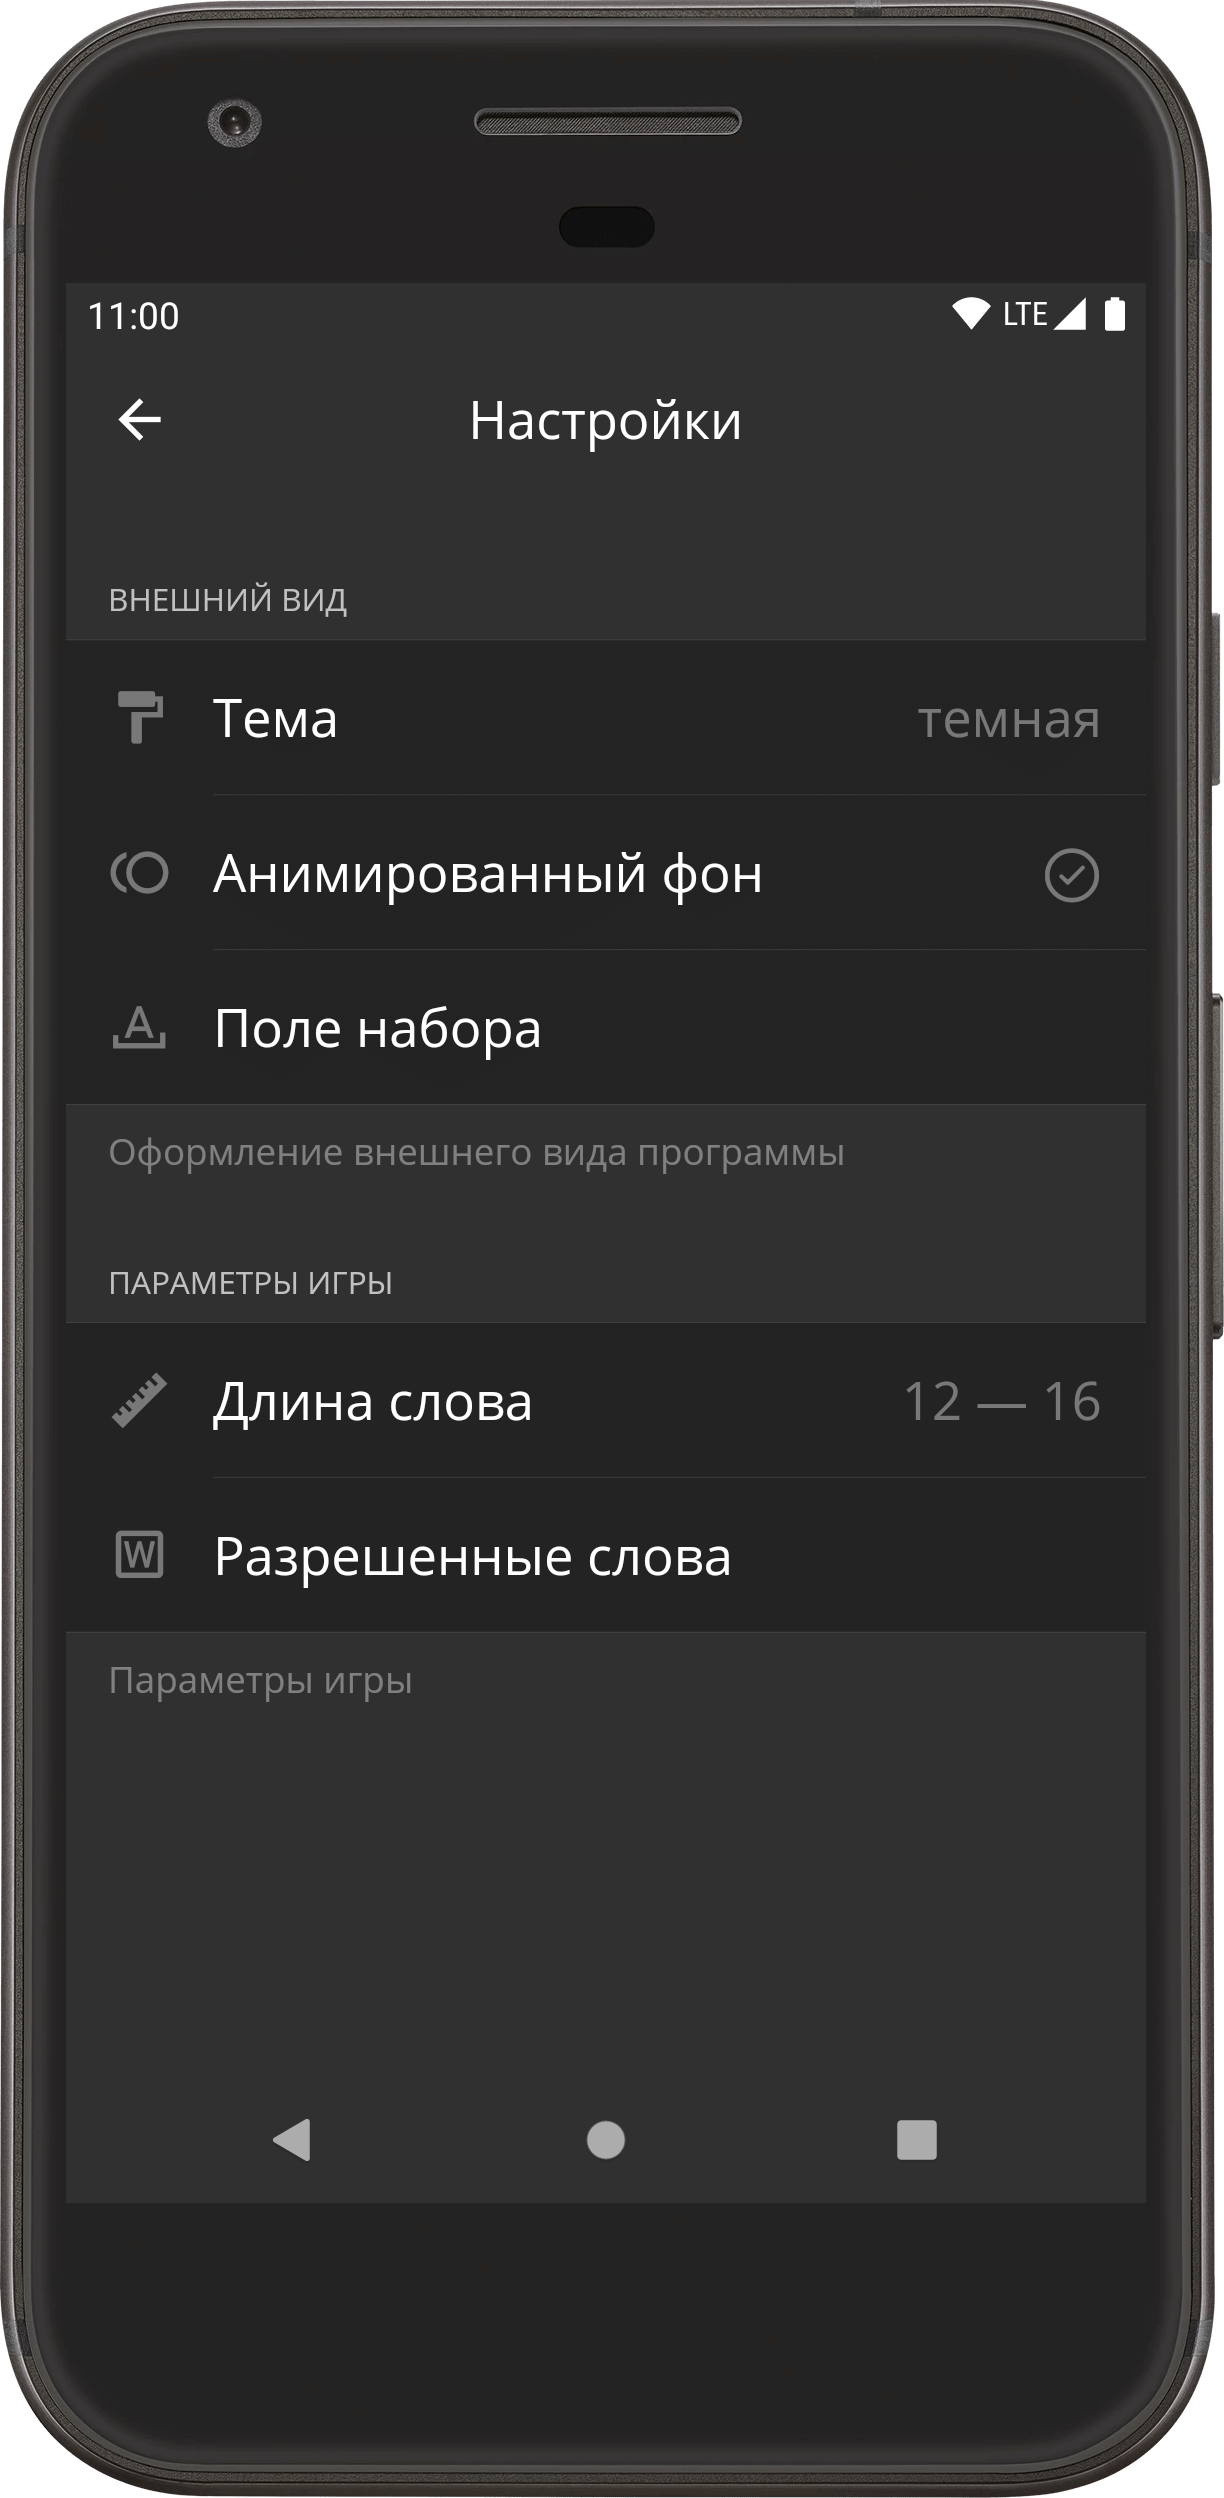 11:00 LTE
Настройки
ВНЕШНИЙ ВИД
Тема темная
Анимированный фон
A Поле набора
Оформление внешнего вида программы
ПАРАМЕТРЫ ИГРЫ
Длина слова 12 — 16
W Разрешенные слова
Параметры игры